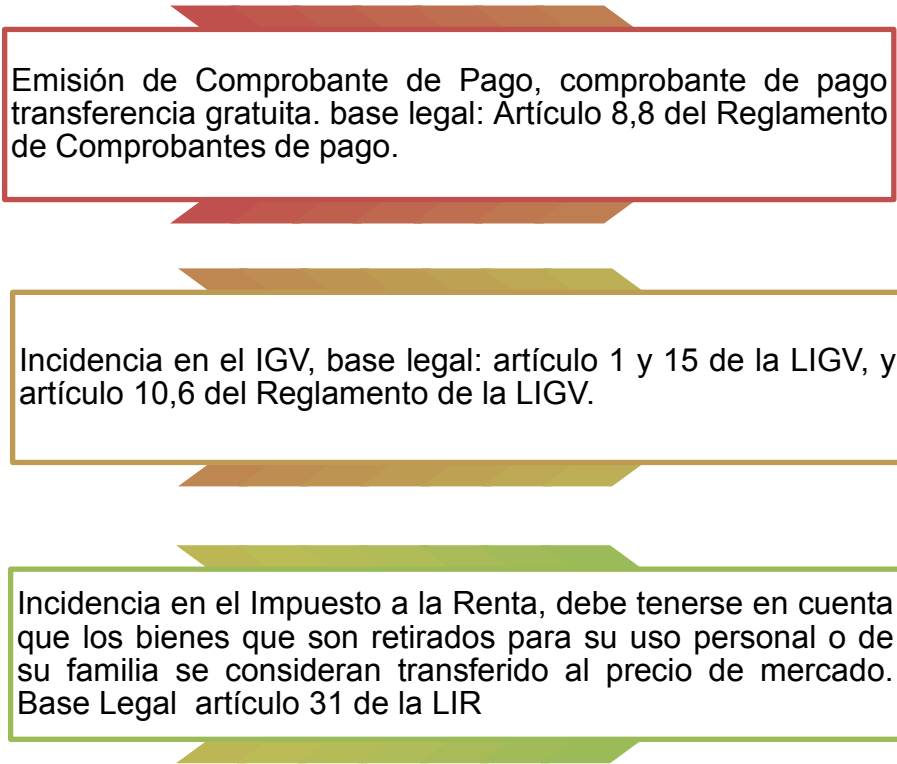 Emisión de Comprobante de Pago, comprobante de pago
transferencia gratuita. base legal: Artículo 8,8 del Reglamento
de Comprobantes de pago.
Incidencia en el IGV, base legal: artículo 1 y 15 de la LIGV, y
artículo 10,6 del Reglamento de la LIGV.
Incidencia en el Impuesto a la Renta, debe tenerse en cuenta
que los bienes que son retirados para su uso personal o de
su familia se consideran transferido al precio de mercado.
Base Legal artículo 31 de la LIR